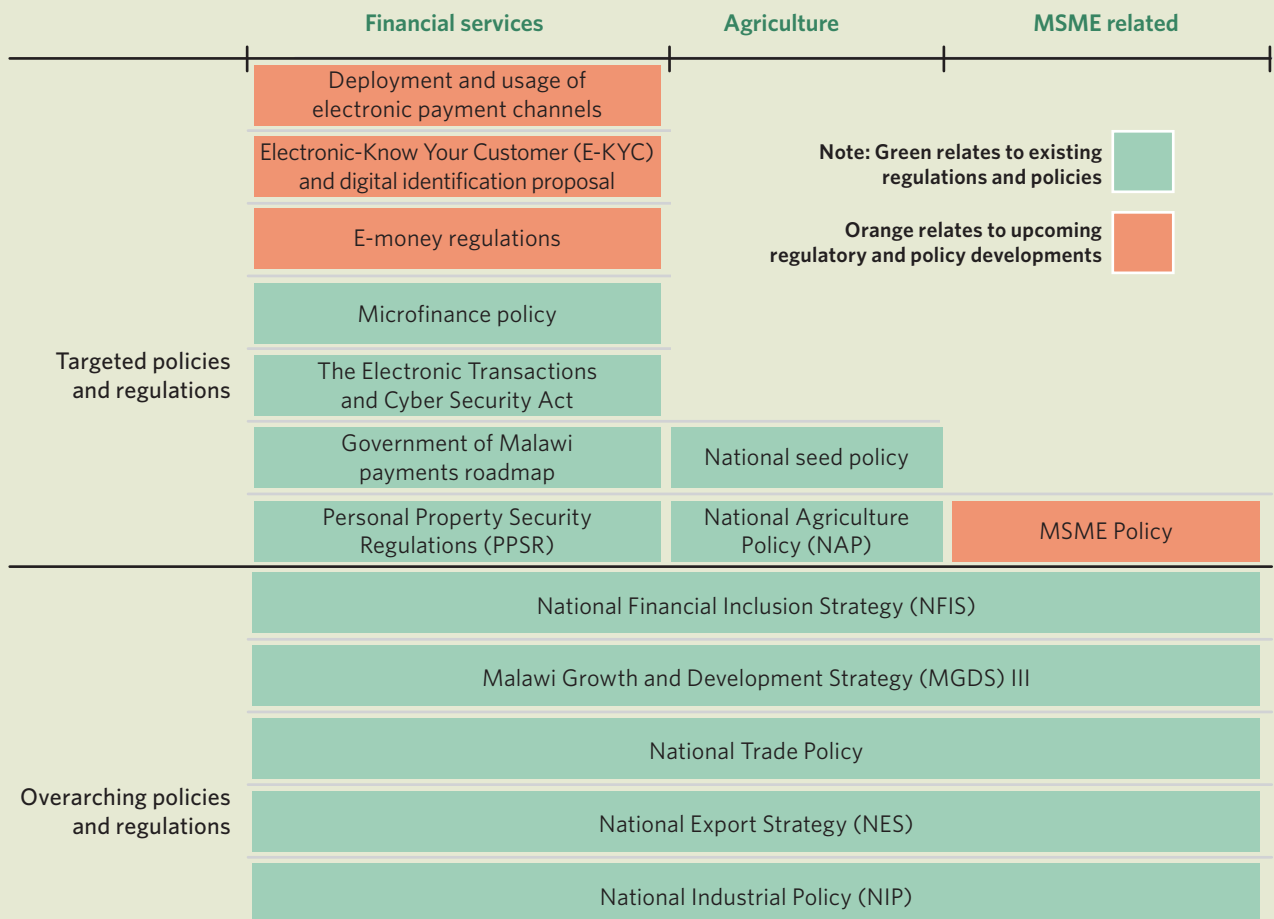 Financial services
Agriculture
MSME related
Deployment and usage of
electronic payment channels
Electronic-Know Your Customer (E-KYC)
and digital identification proposal
E-money regulations
Note: Green relates to existing
regulations and policies
Orange relates to upcoming
regulatory and policy developments
Targeted policies
and regulations
Microfinance policy
The Electronic Transactions
and Cyber Security Act
Government of Malawi
payments roadmap
National seed policy
Personal Property Security
Regulations (PPSR)
National Agriculture
Policy (NAP)
MSME Policy
Overarching policies
and regulations
National Financial Inclusion Strategy (NFIS)
Malawi Growth and Development Strategy (MGDS) III
National Trade Policy
National Export Strategy (NES)
National Industrial Policy (NIP)